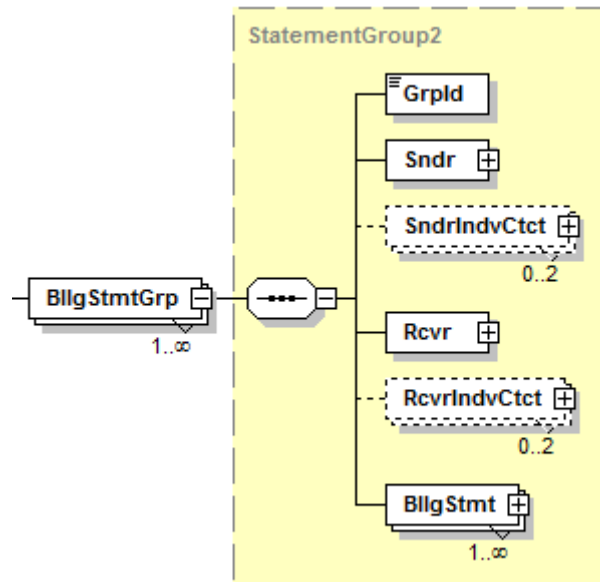 StatementGroup2
GrpId
Sndr
SndrIndvCtct
0..2
BllgStmtGrp
1..∞
Rcvr
RcvrIndvCtct
0..2
BllgStmt
1..∞